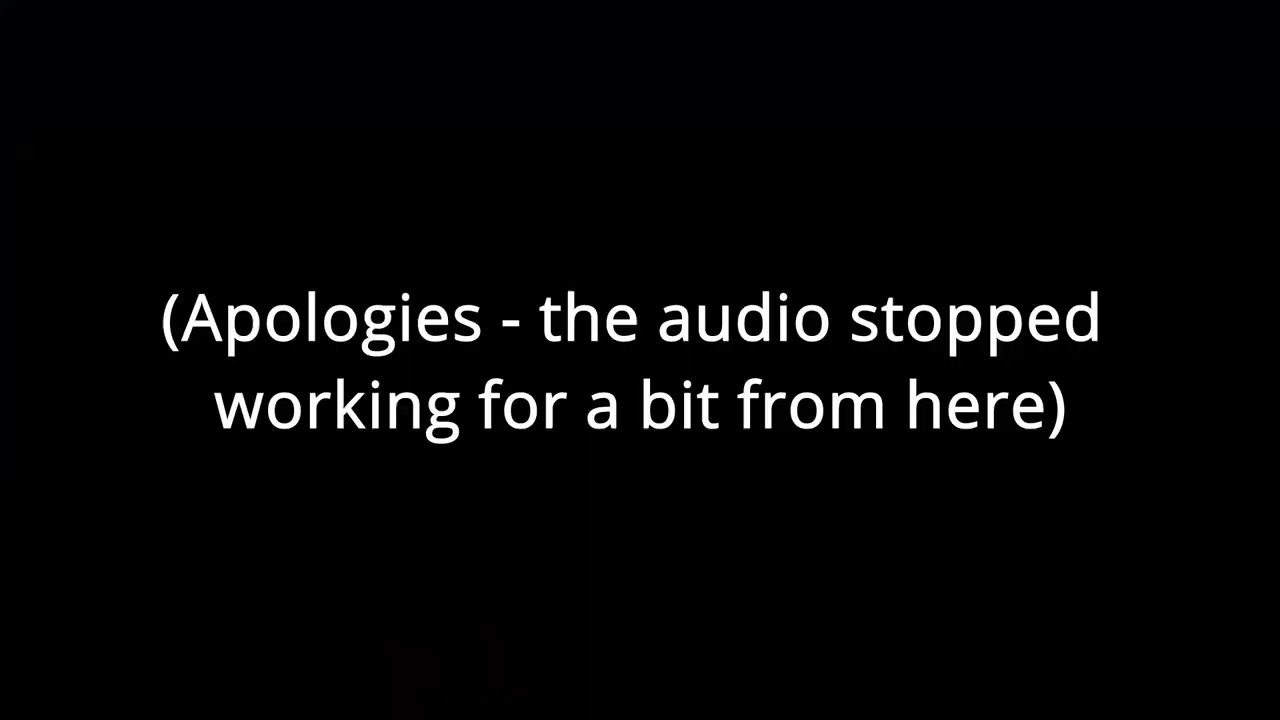 (Apologies - the audio stopped
working for a bit from here)